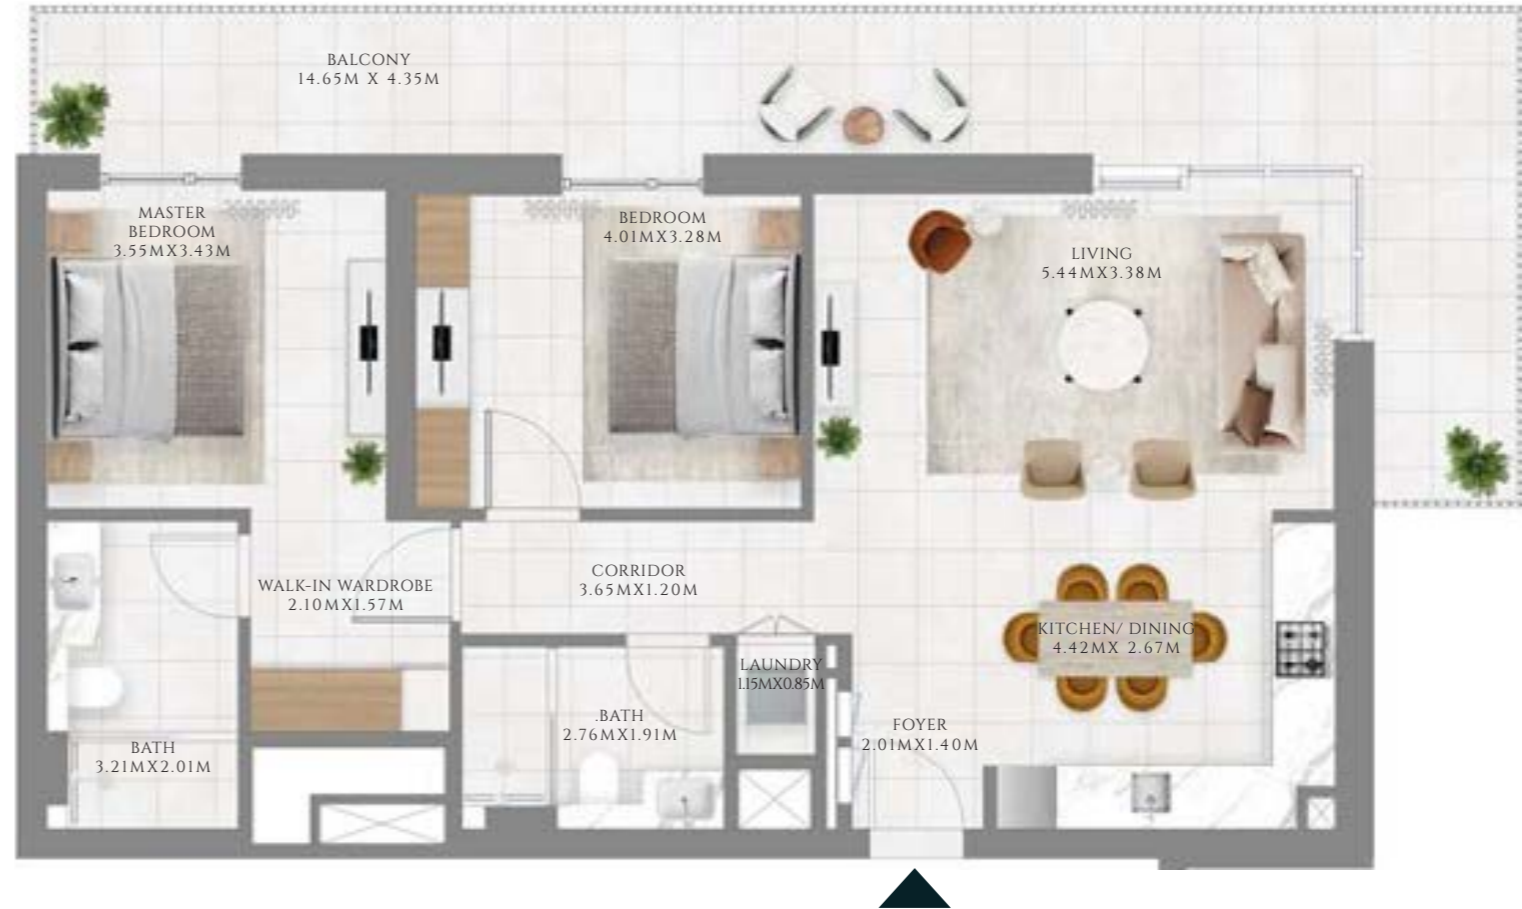 BALCONY
14.65M X 4.35M
MASTER
BEDROOM
3.55MX3.43M
BEDROOM
4.01MX3.28M
LIVING
5.44MX3.38M
WALK-IN WARDROBE
2.10MX1.57M
CORRIDOR
3.65MX1.20M
KITCHEN/ DINING
4.42MX 2.67M
LAUNDRY
1.15MX0.85M
.BATH
2.76MX1.91M
FOYER
2.01MX1.40M
BATH
3.21MX2.01M